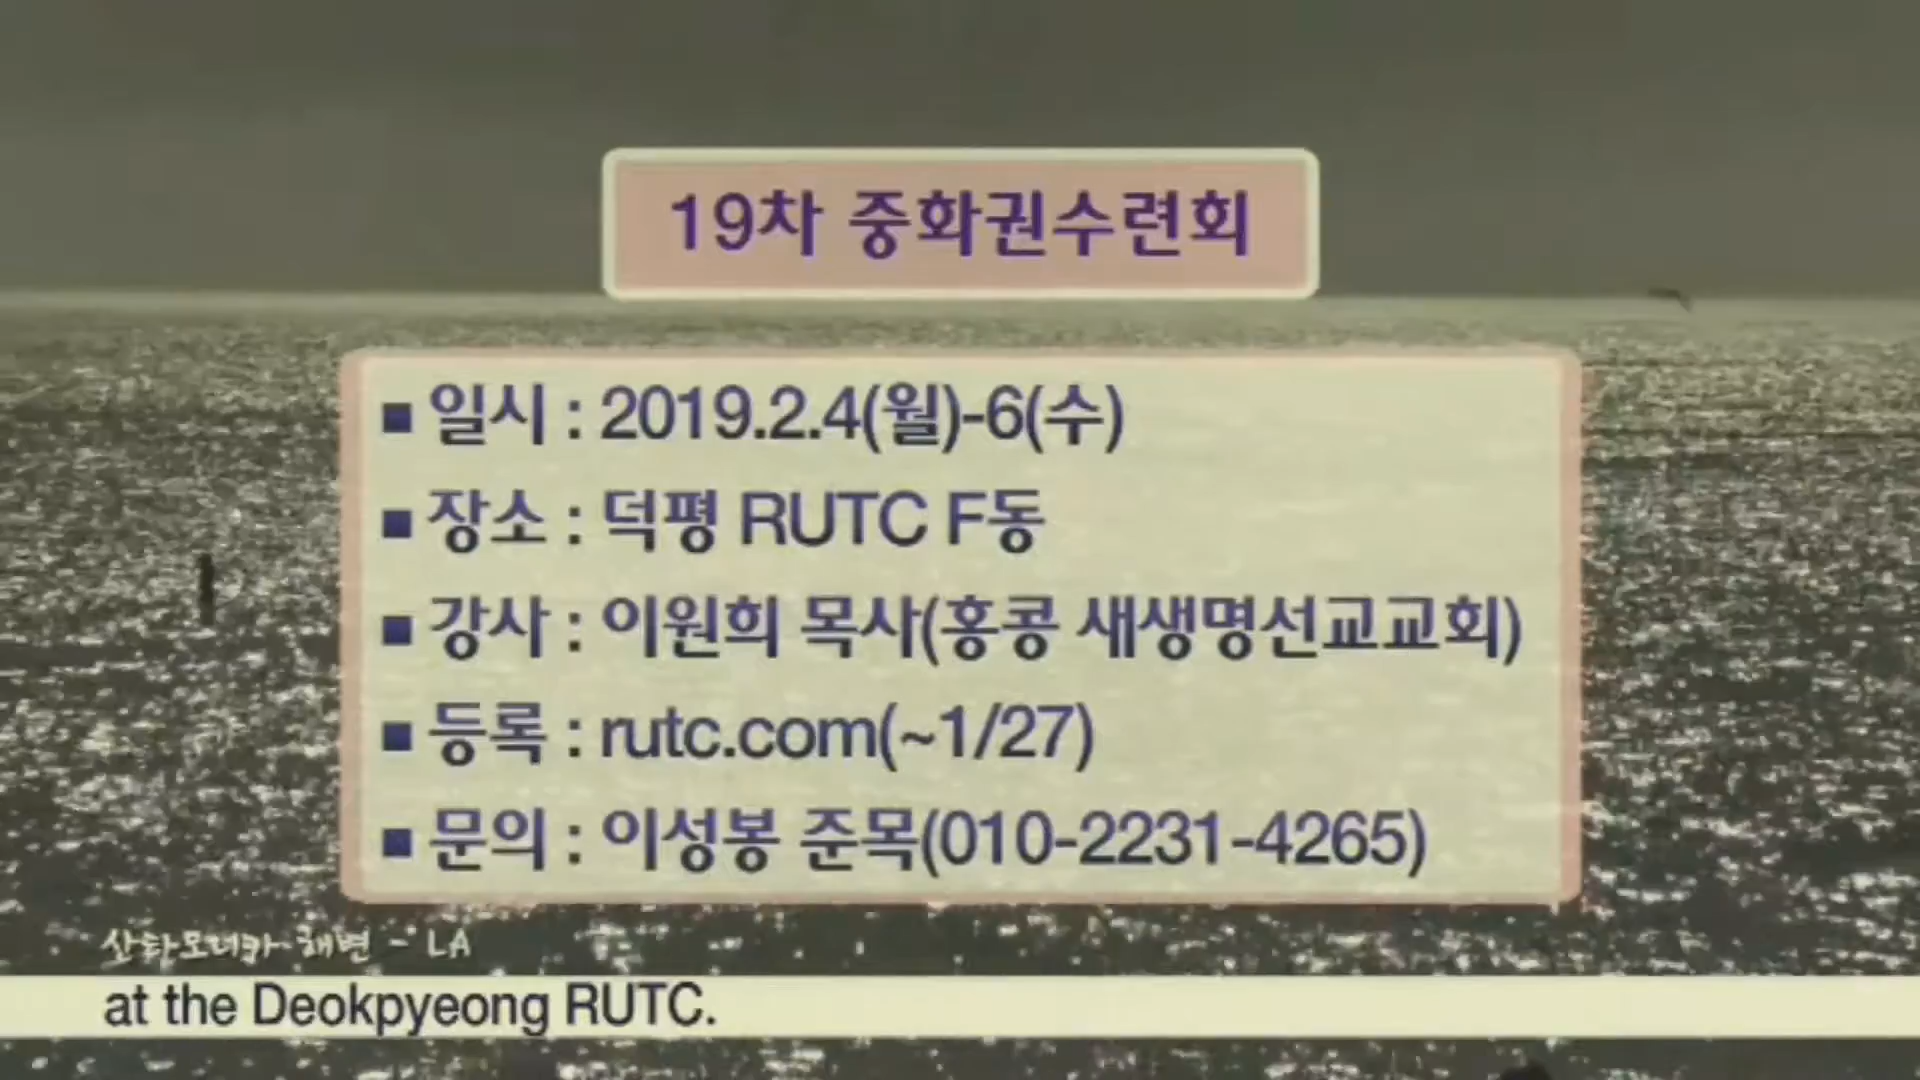 19차 중화권수련회
■ 일시 : 2019.2.4(월)-6(수)
■ 장소 : 덕평 RUTC F동
■ 강사 : 이원희 목사(홍콩 새생명선교교회)
■ 등록 : rutc.com(~1/27)
■ 문의 : 이성봉 준목(010-2231-4265)
산타모니카 해변 - LA
at the Deokpyeong RUTC.